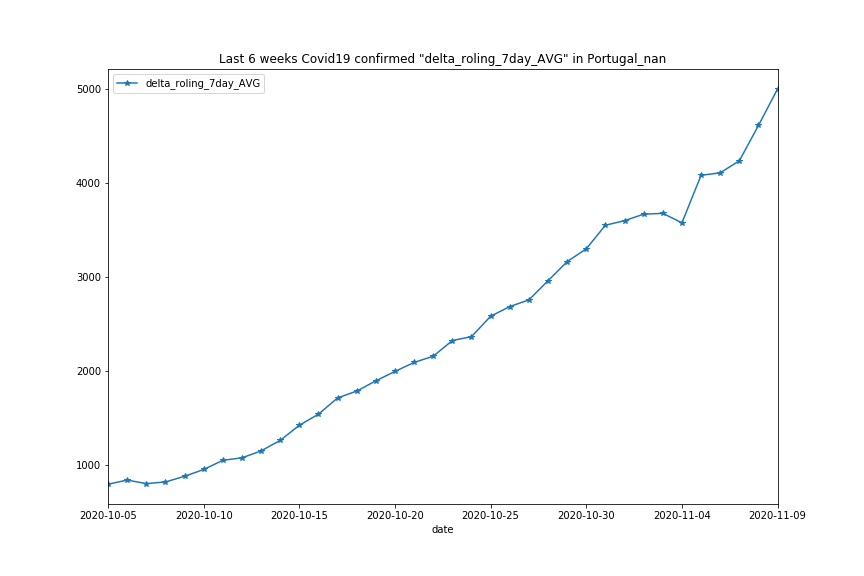 Last 6 weeks Covid19 confirmed "delta_roling_7day_AVG" in Portugal_nan
delta_roling_7day_AVG
5000
4000
3000
2000
1000
2020-10-05 2020-10-10 2020-10-15 2020-10-20 2020-10-25 2020-10-30 2020-11-04 2020-11-09
date